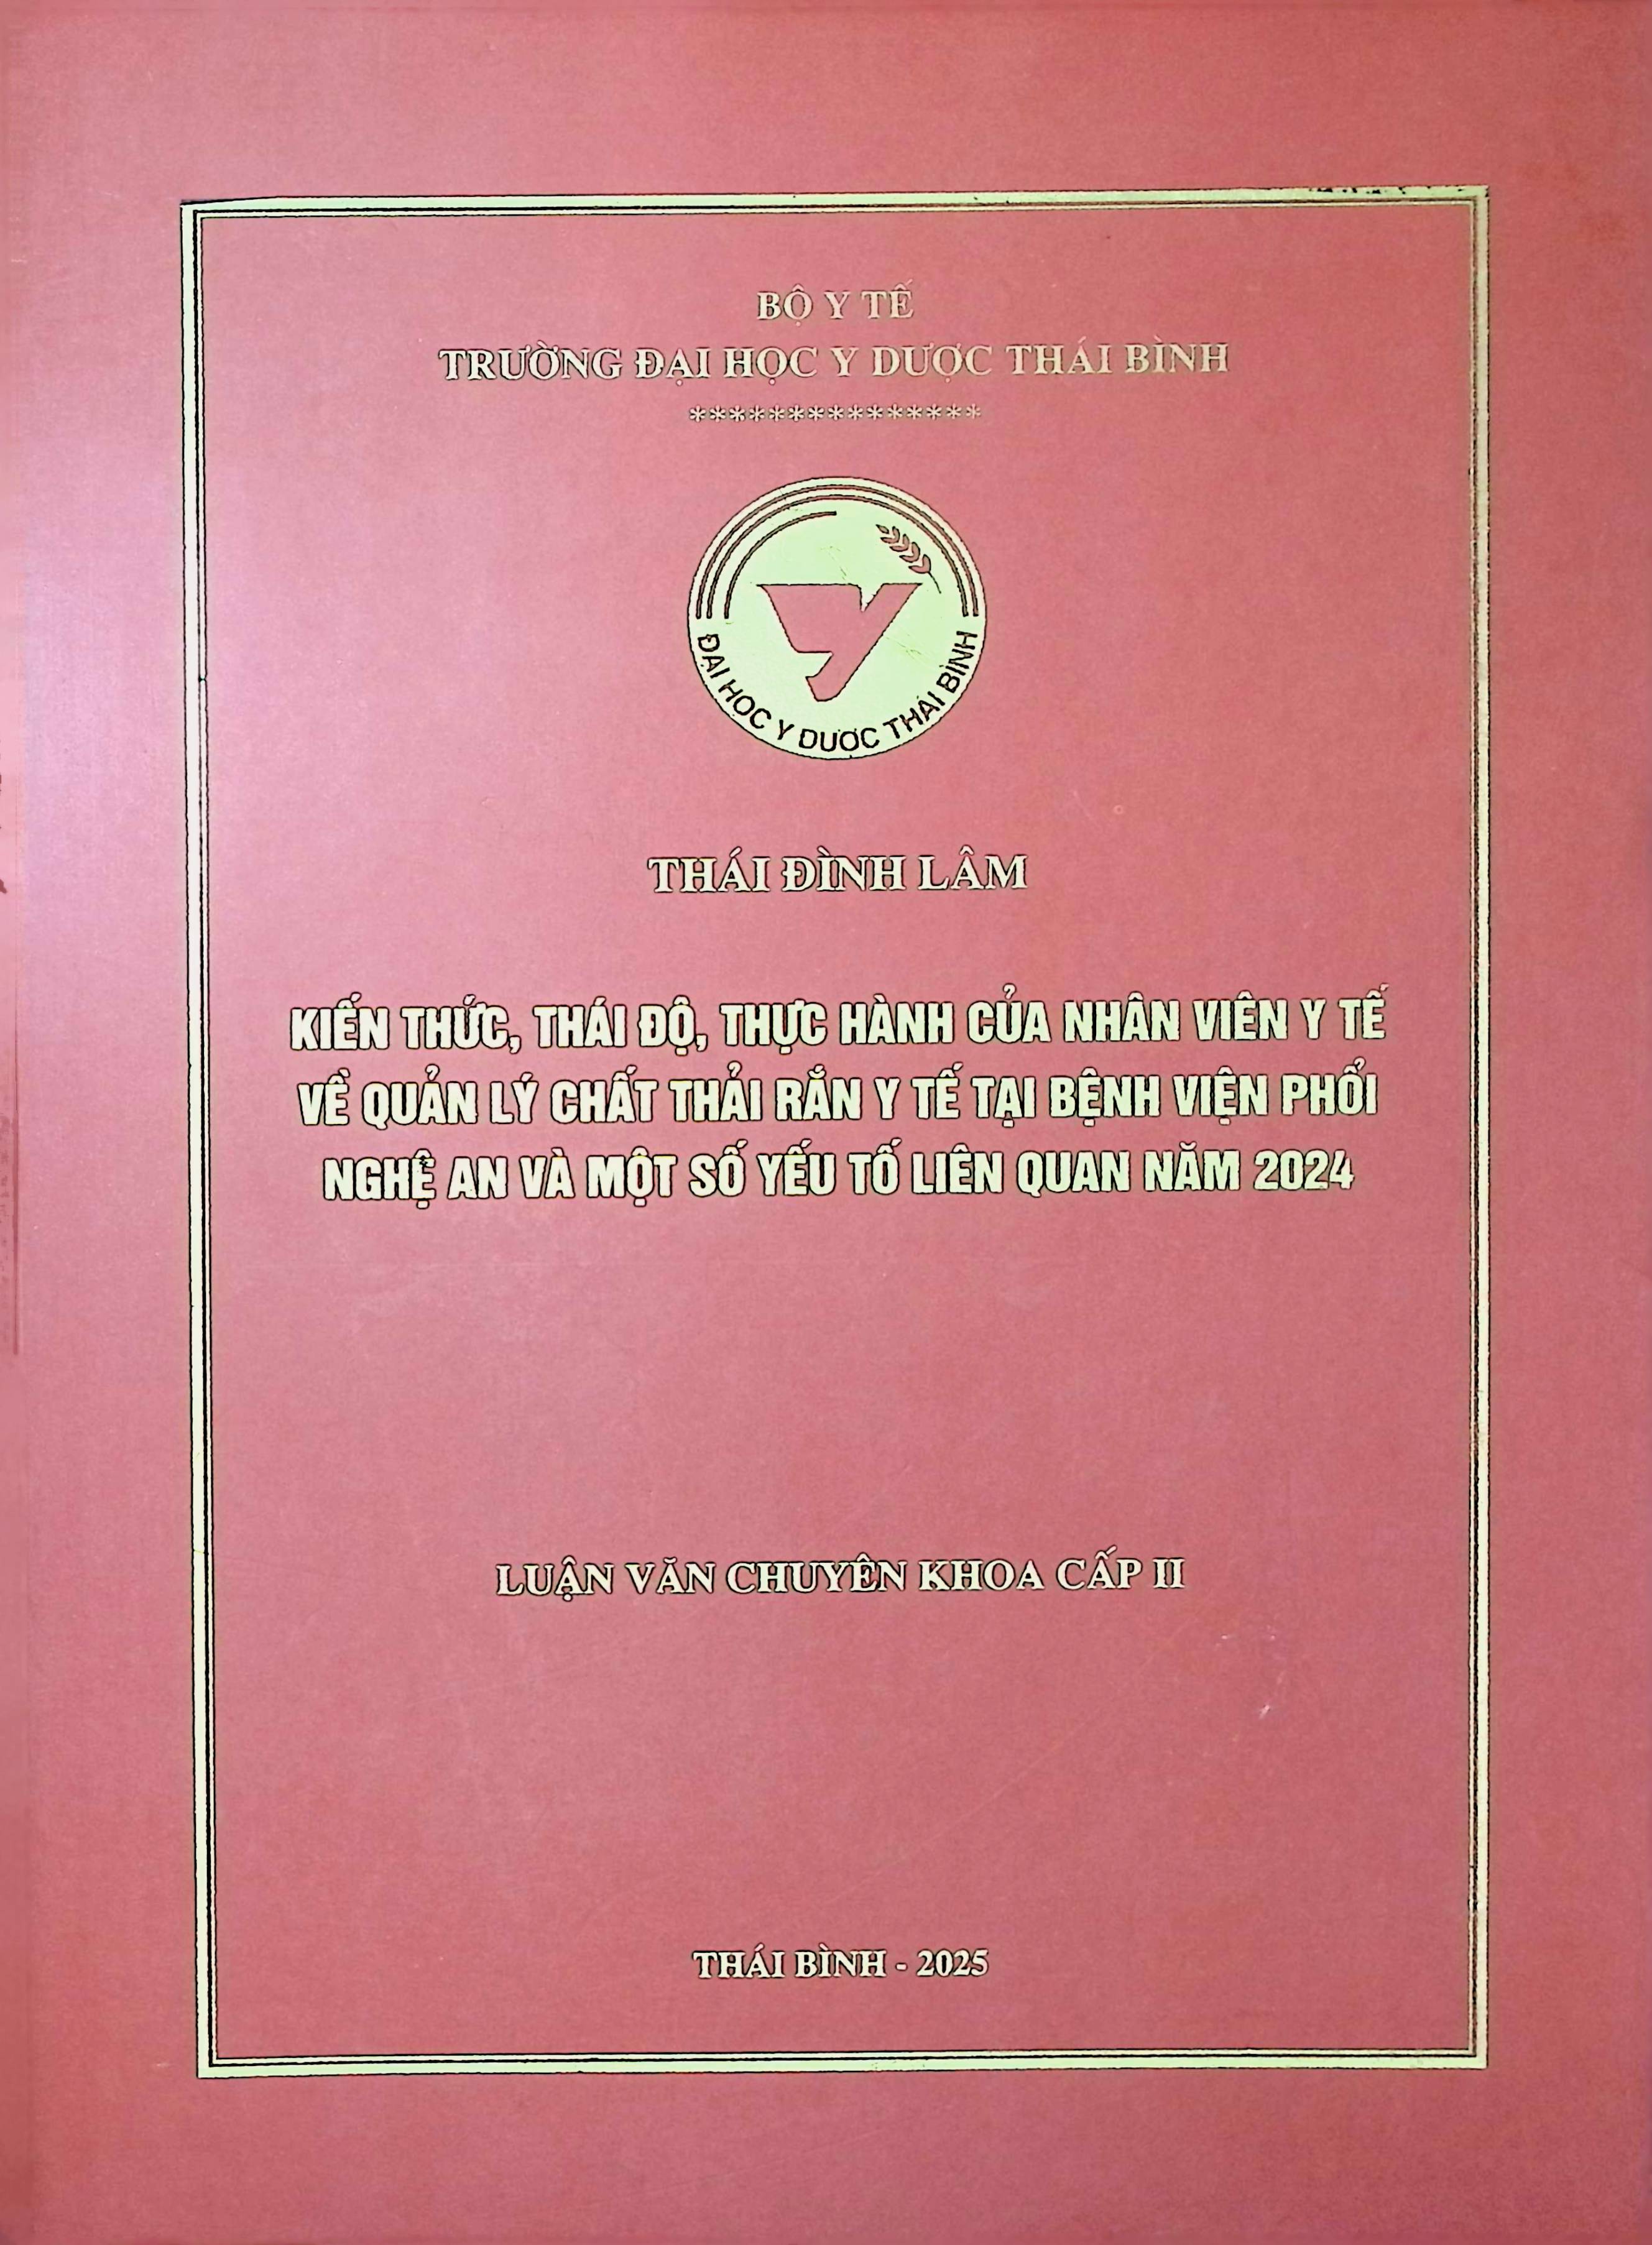 BỘ Y TẾ
TRƯỜNG ĐẠI HỌC Y DƯỢC THÁI BÌNH
***************
ĐẠI HỌC Y DƯỢC THÁI BÌNH
THÁI ĐÌNH LÂM
KIẾN THỨC, THÁI ĐỘ, THỰC HÀNH CỦA NHÂN VIÊN Y TẾ
VỀ QUẢN LÝ CHẤT THẢI RẮN Y TẾ TẠI BỆNH VIỆN PHỔI
NGHỆ AN VÀ MỘT SỐ YẾU TỐ LIÊN QUAN NĂM 2024
LUẬN VĂN CHUYÊN KHOA CẤP II
THÁI BÌNH - 2025